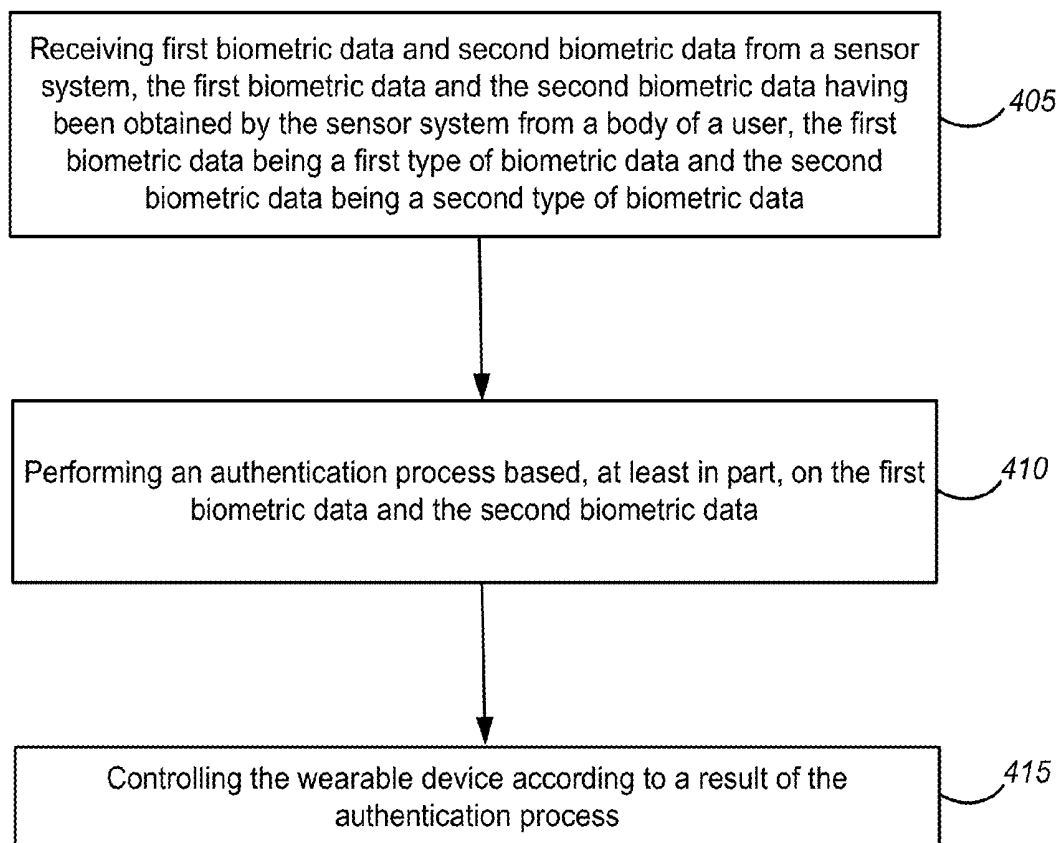 Receiving first biometric data and second biometric data from a sensor
system, the first biometric data and the second biometric data having
been obtained by the sensor system from a body of a user, the first
biometric data being a first type of biometric data and the second
biometric data being a second type of biometric data
405
Performing an authentication process based, at least in part, on the first
biometric data and the second biometric data
410
Controlling the wearable device according to a result of the
authentication process
415